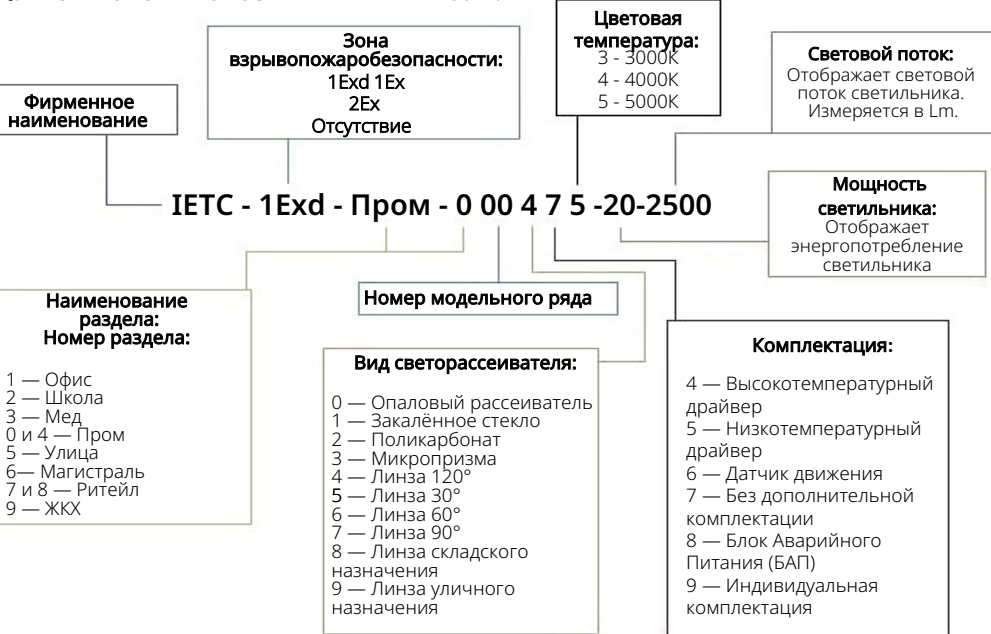 Цветовая
температура:
3 - 3000К
4 - 4000К
5 - 5000К
Зона
взрывопожаробезопасности:
1Exd 1Ex
2Ex
Отсутствие
Световой поток:
Отображает световой
поток светильника.
Измеряется в Lm.
Фирменное
наименование
IETC - 1Exd - Пром - 0 00 4 7 5 -20-2500
Мощность
светильника:
Отображает
энергопотребление
светильника
Наименование
раздела:
Номер раздела:
1 — Офис
2 — Школа
3 — Мед
0 и 4 — Пром
5 — Улица
6— Магистраль
7 и 8 — Ритейл
9 — ЖКХ
Номер модельного ряда
Вид светорассеивателя:
0 — Опаловый рассеиватель
1 — Закалённое стекло
2 — Поликарбонат
3 — Микропризма
4 — Линза 120°
5 — Линза 30°
6 — Линза 60°
7 — Линза 90°
8 — Линза складского
назначения
9 — Линза уличного
назначения
Комплектация:
4 — Высокотемпературный
драйвер
5 — Низкотемпературный
драйвер
6 — Датчик движения
7 — Без дополнительной
комплектации
8 — Блок Аварийного
Питания (БАП)
9 — Индивидуальная
комплектация